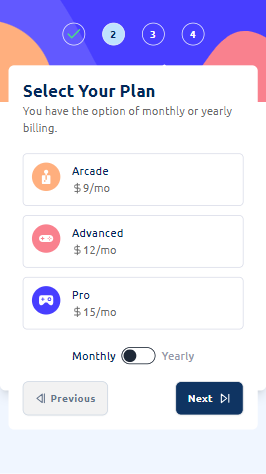 2 3 4
Select Your Plan
You have the option of monthly or yearly
billing.
Arcade
$9/mo
Advanced
$12/mo
Pro
$15/mo
Monthly Yearly
Previous Next